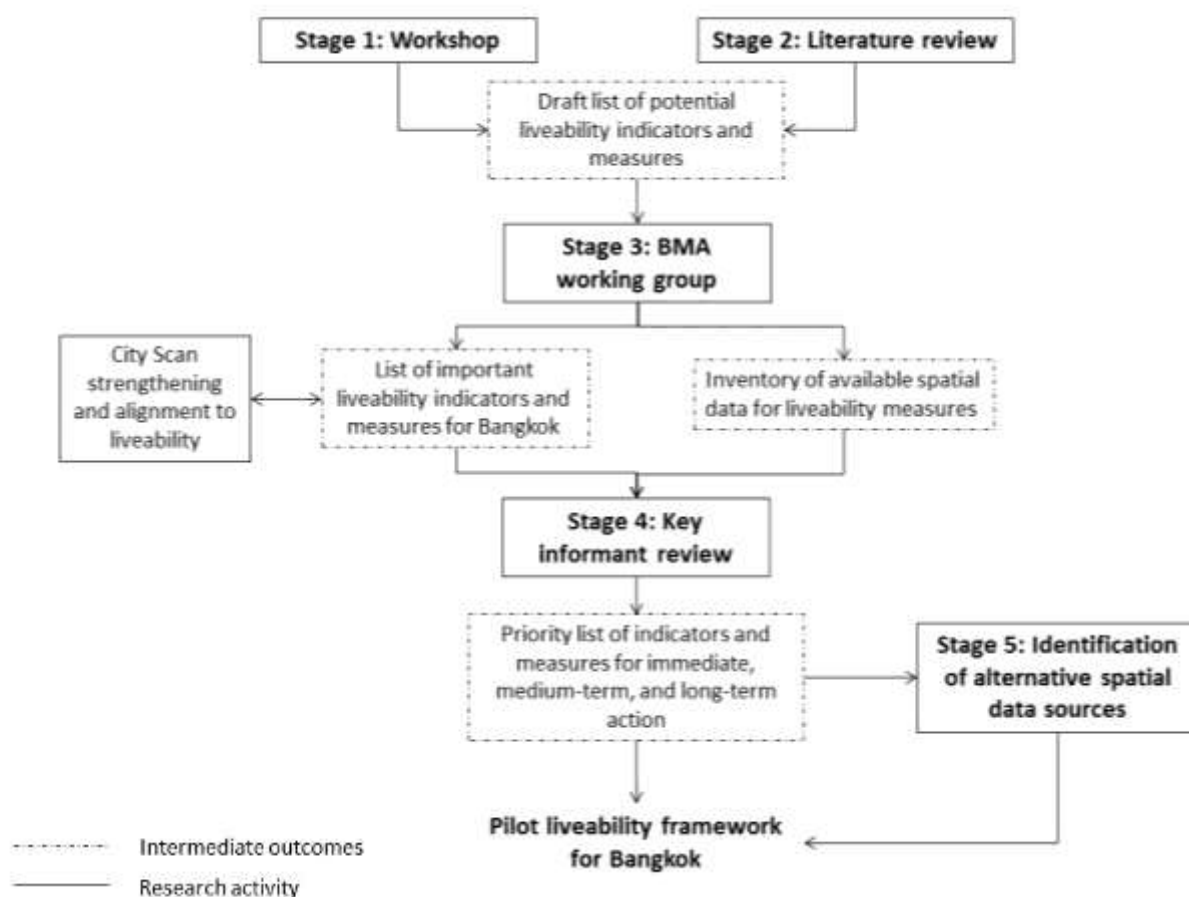 Stage 1: Workshop
Stage 2: Literature review
Draft list of potential
liveability indicators and
measures
Stage 3: BMA
working group
City Scan
strengthening
and alignment to
liveability
List of important
liveability indicators and
measures for Bangkok
Inventory of available spatial
data for liveability measures
Stage 4: Key
informant review
Priority list of indicators and
measures for immediate,
medium-term, and long-term
action
Stage 5: Identification
of alternative spatial
data sources
Pilot liveability framework
for Bangkok
Intermediate outcomes
Research activity